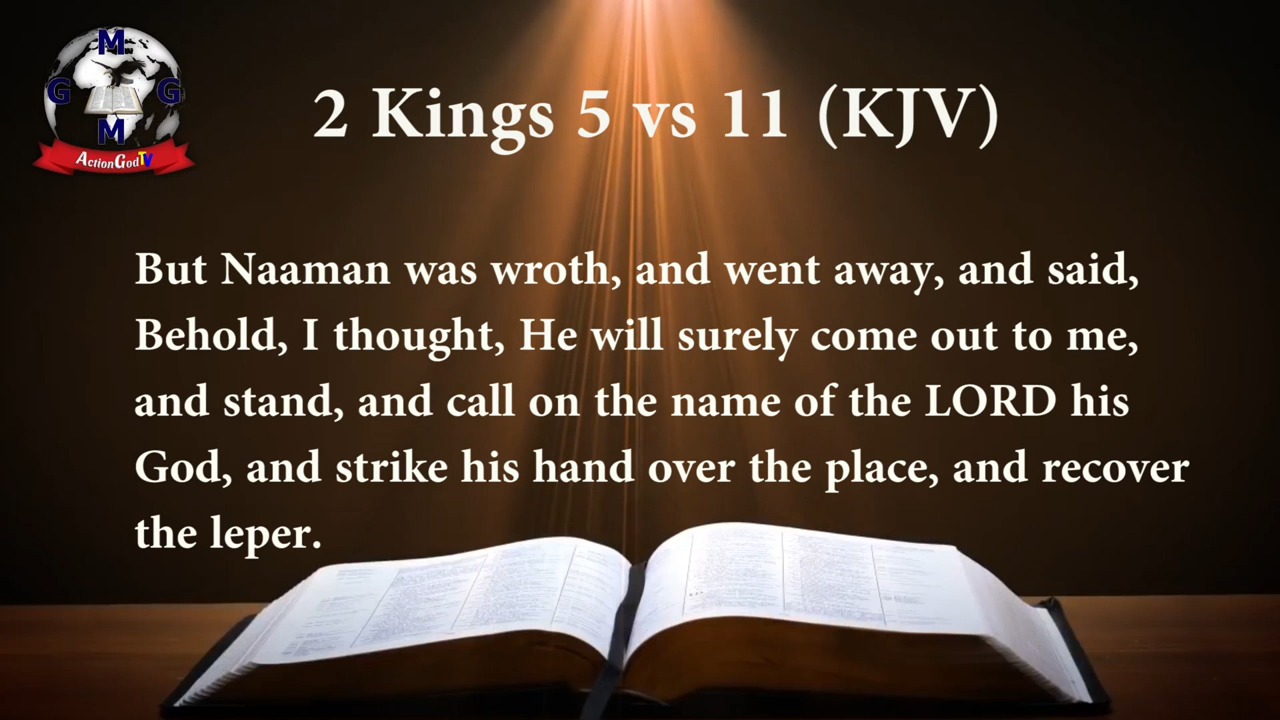 M
G G
M
ActionGodTV
2 Kings 5 vs 11 (KJV)
But Naaman was wroth, and went away, and said,
Behold, I thought, He will surely come out to me,
and stand, and call on the name of the LORD his
God, and strike his hand over the place, and recover
the leper.